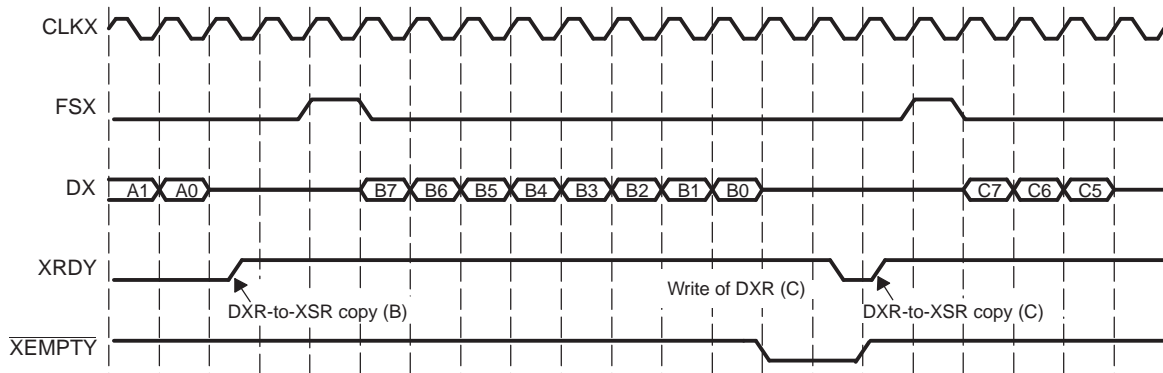 CLKX
FSX
DX A1 A0 B7 B6 B5 B4 B3 B2 B1 B0 C7 C6 C5
XRDY
Write of DXR (C)
DXR-to-XSR copy (B) DXR-to-XSR copy (C)
XEMPTY